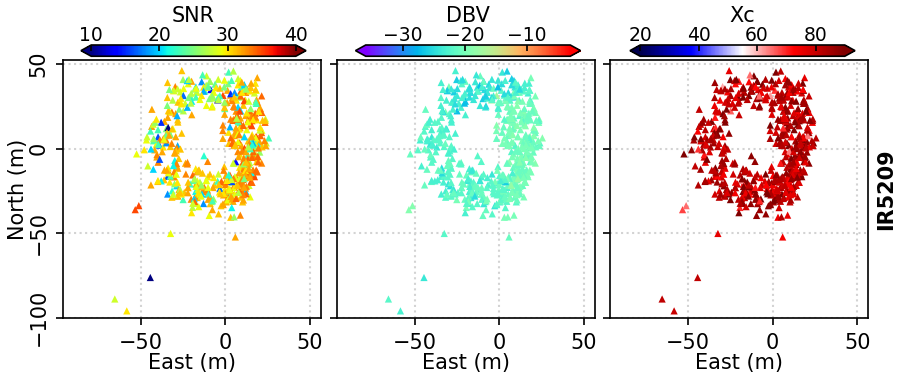 SNR DBV Xc
10 20 30 40 −30 −20 −10 20 40 60 80
50
0
−50
−100
North (m)
−50 0 50 −50 0 50 −50 0 50
East (m) East (m) East (m)
IR5209